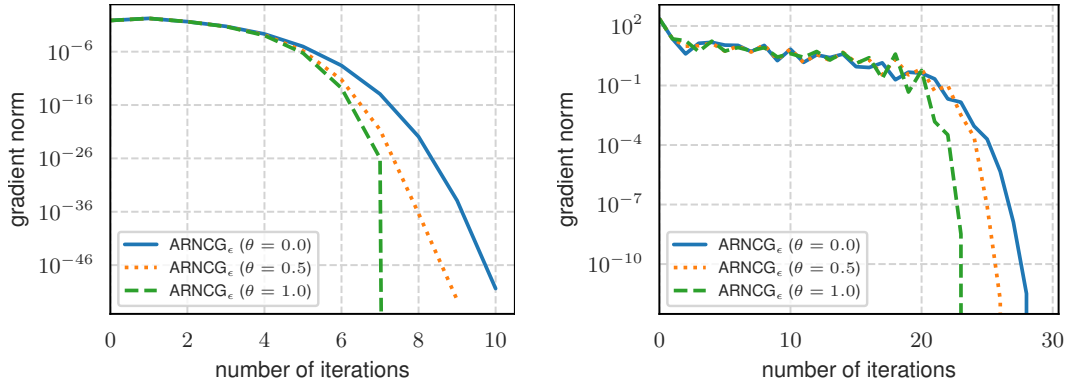 gradient norm
10^{-6}
10^{-16}
10^{-26}
10^{-36}
10^{-46}
ARNCG_ϵ (θ = 0.0)
ARNCG_ϵ (θ = 0.5)
ARNCG_ϵ (θ = 1.0)
0 2 4 6 8 10
number of iterations
gradient norm
10^{2}
10^{-1}
10^{-4}
10^{-7}
10^{-10}
ARNCG_ϵ (θ = 0.0)
ARNCG_ϵ (θ = 0.5)
ARNCG_ϵ (θ = 1.0)
0 10 20 30
number of iterations